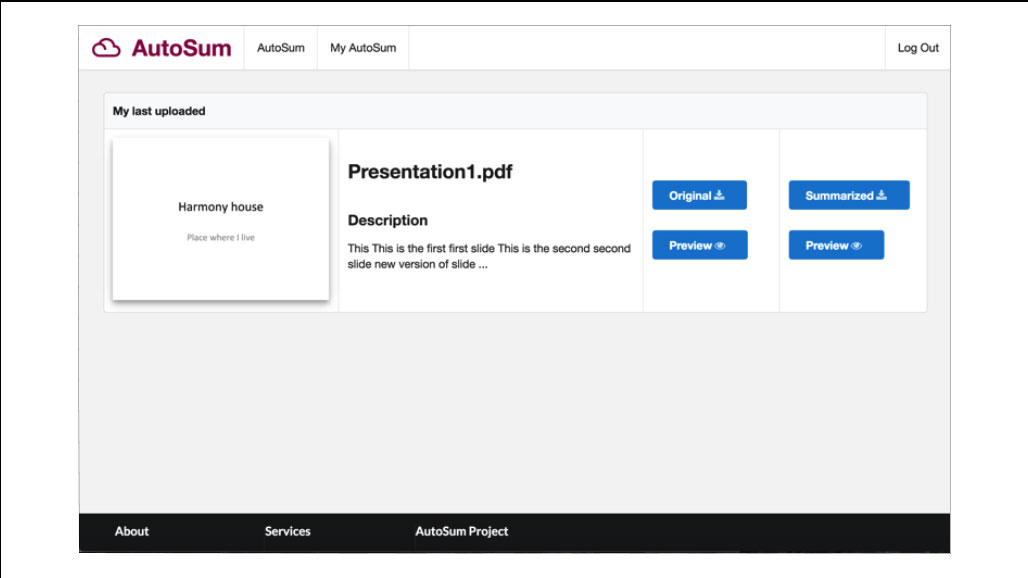 AutoSum AutoSum My AutoSum Log Out
My last uploaded
Harmony house
Place where I live
Presentation1.pdf
Description
This This is the first first slide This is the second second
slide new version of slide ...
Original
Preview
Summarized
Preview
About Services AutoSum Project